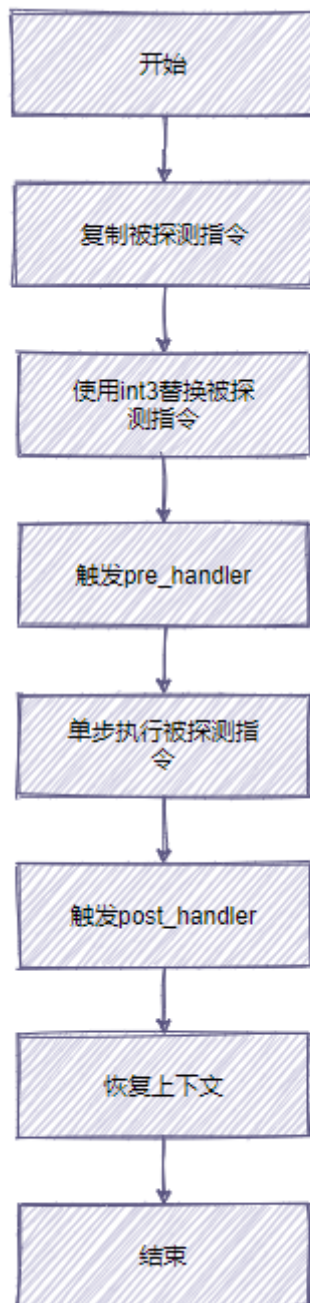 开始
复制被探测指令
使用int3替换被探
测指令
触发pre_handler
单步执行被探测指
令
触发post_handler
恢复上下文
结束